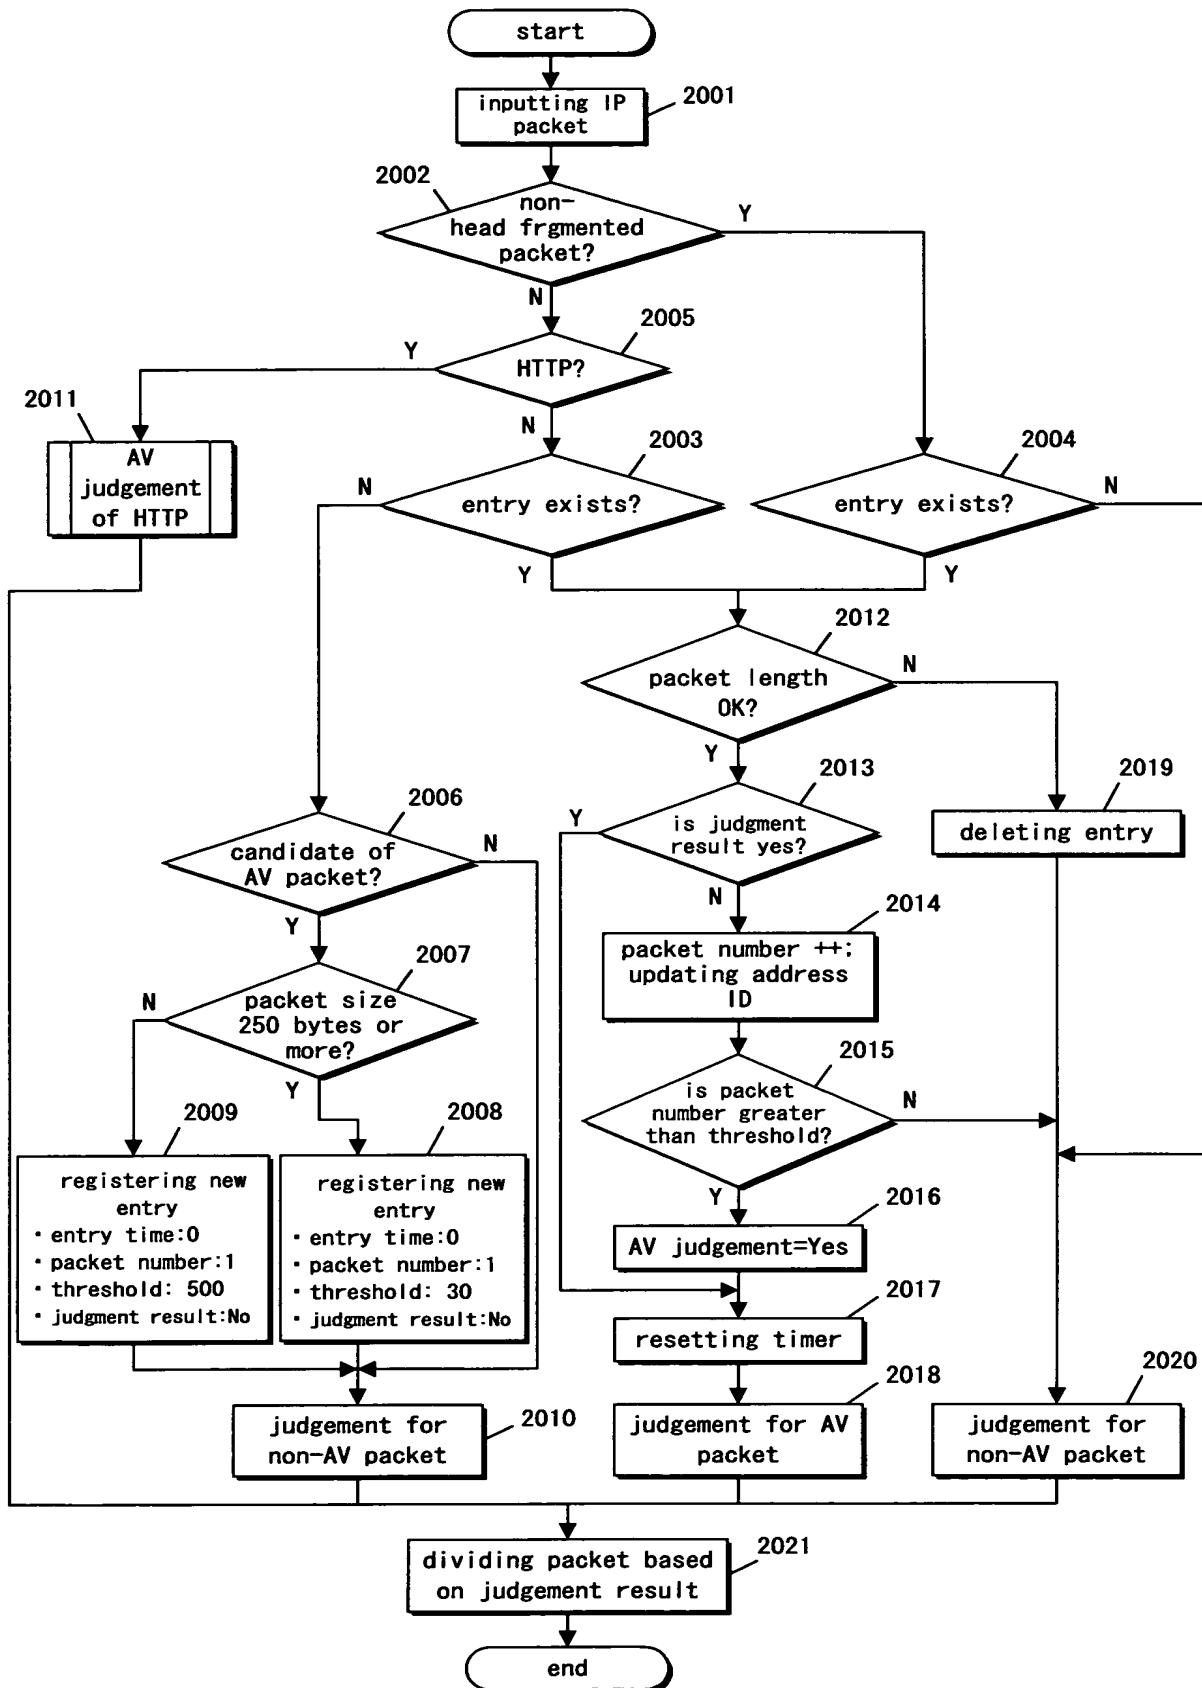 start
inputting IP
packet
2001
2002
non-
head frgmented
packet?
Y
N
2005
HTTP?
Y
N
2011
AV
judgement
of HTTP
2003
entry exists?
N
Y
2004
entry exists?
N
Y
2012
packet length
OK?
N
Y
2013
is judgment
result yes?
Y
N
2019
deleting entry
2006
candidate of
AV packet?
N
Y
2014
packet number ++;
updating address
ID
2007
packet size
250 bytes or
more?
N
Y
2015
is packet
number greater
than threshold?
N
Y
2009
registering new
entry
・entry time:0
・packet number:1
・threshold: 500
・judgment result:No
2008
registering new
entry
・entry time:0
・packet number:1
・threshold: 30
・judgment result:No
2016
AV judgement=Yes
2017
resetting timer
2010
judgement for
non-AV packet
2018
judgement for AV
packet
2020
judgement for
non-AV packet
2021
dividing packet based
on judgement result
end